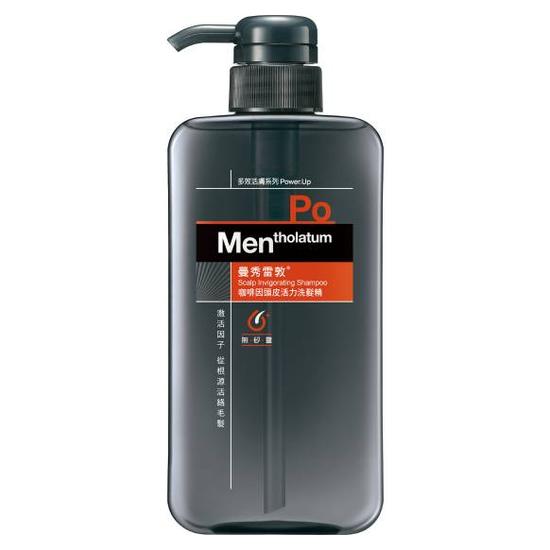 多效活膚系列 Power.Up
Po
Mentholatum
曼秀雷敦®
Scalp Invigorating Shampoo
咖啡因頭皮活力洗髮精
無·矽·靈
激活因子 從根源活絡毛髮